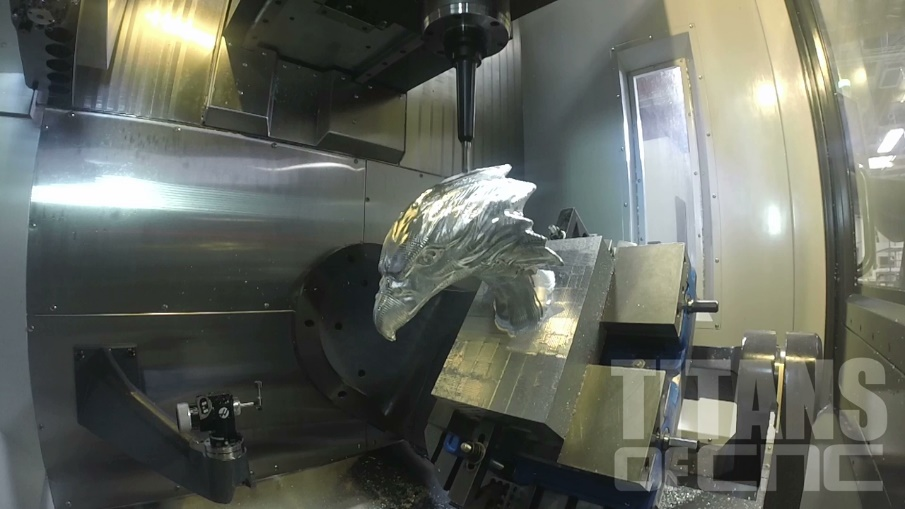 TITANS
OF CNC